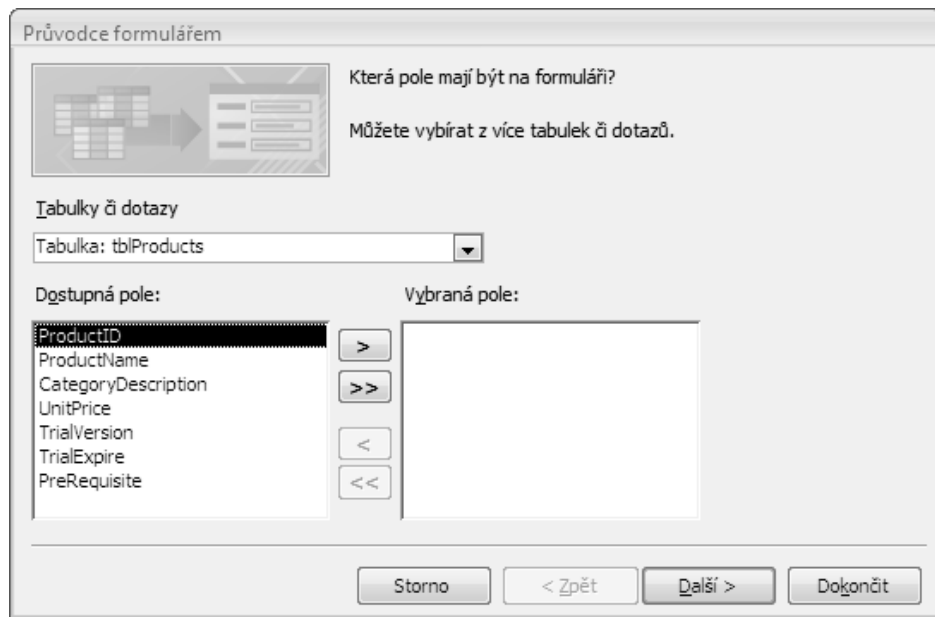 Průvodce formulářem
Která pole mají být na formuláři?
Můžete vybírat z více tabulek či dotazů.
Tabulky či dotazy
Tabulka: tblProducts
Dostupná pole:
Vybraná pole:
ProductID
ProductName
CategoryDescription
UnitPrice
TrialVersion
TrialExpire
PreRequisite
>
>>
<
<<
Storno
< Zpět
Další >
Dokončit